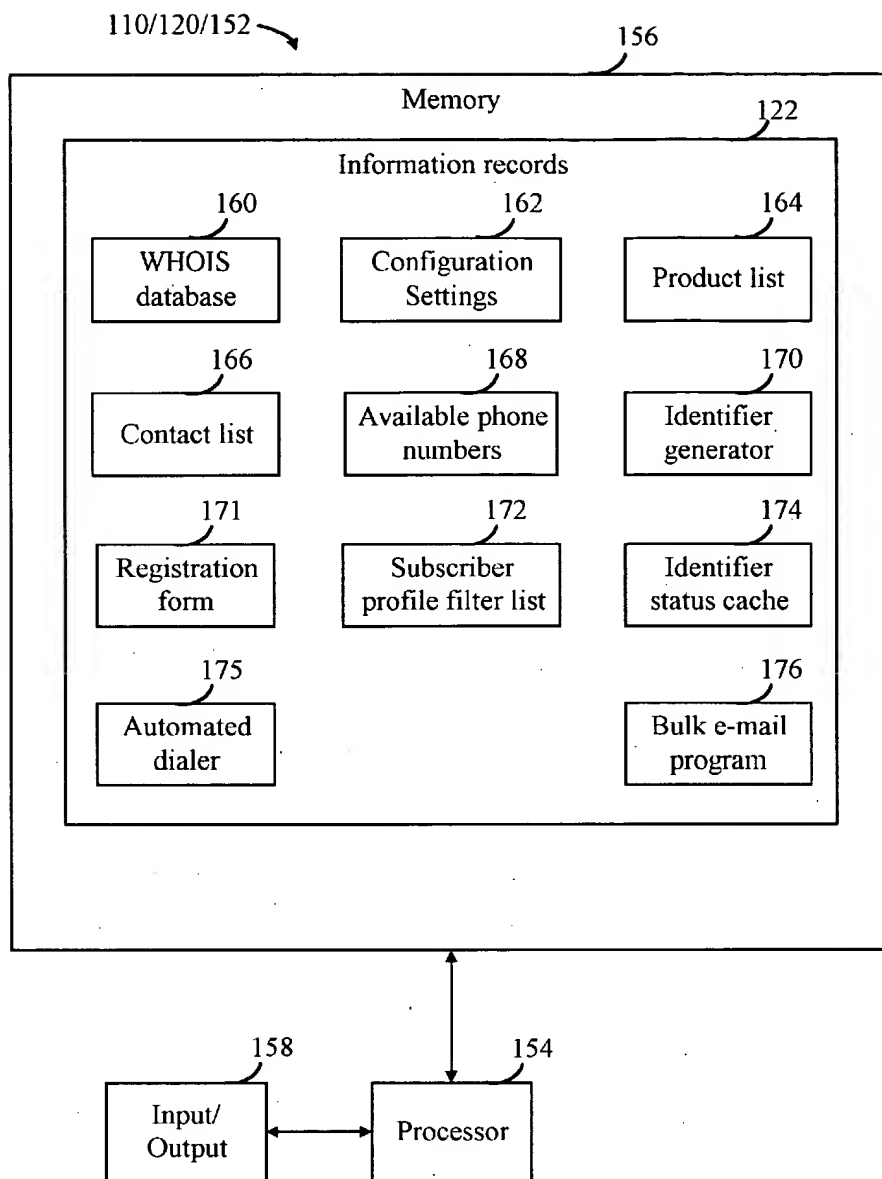 110/120/152
156
Memory
122
Information records
160
162
164
WHOIS
database
Configuration
Settings
Product list
166
168
170
Contact list
Available phone
numbers
Identifier
generator
171
172
174
Registration
form
Subscriber
profile filter list
Identifier
status cache
175
176
Automated
dialer
Bulk e-mail
program
158
154
Input/
Output
Processor